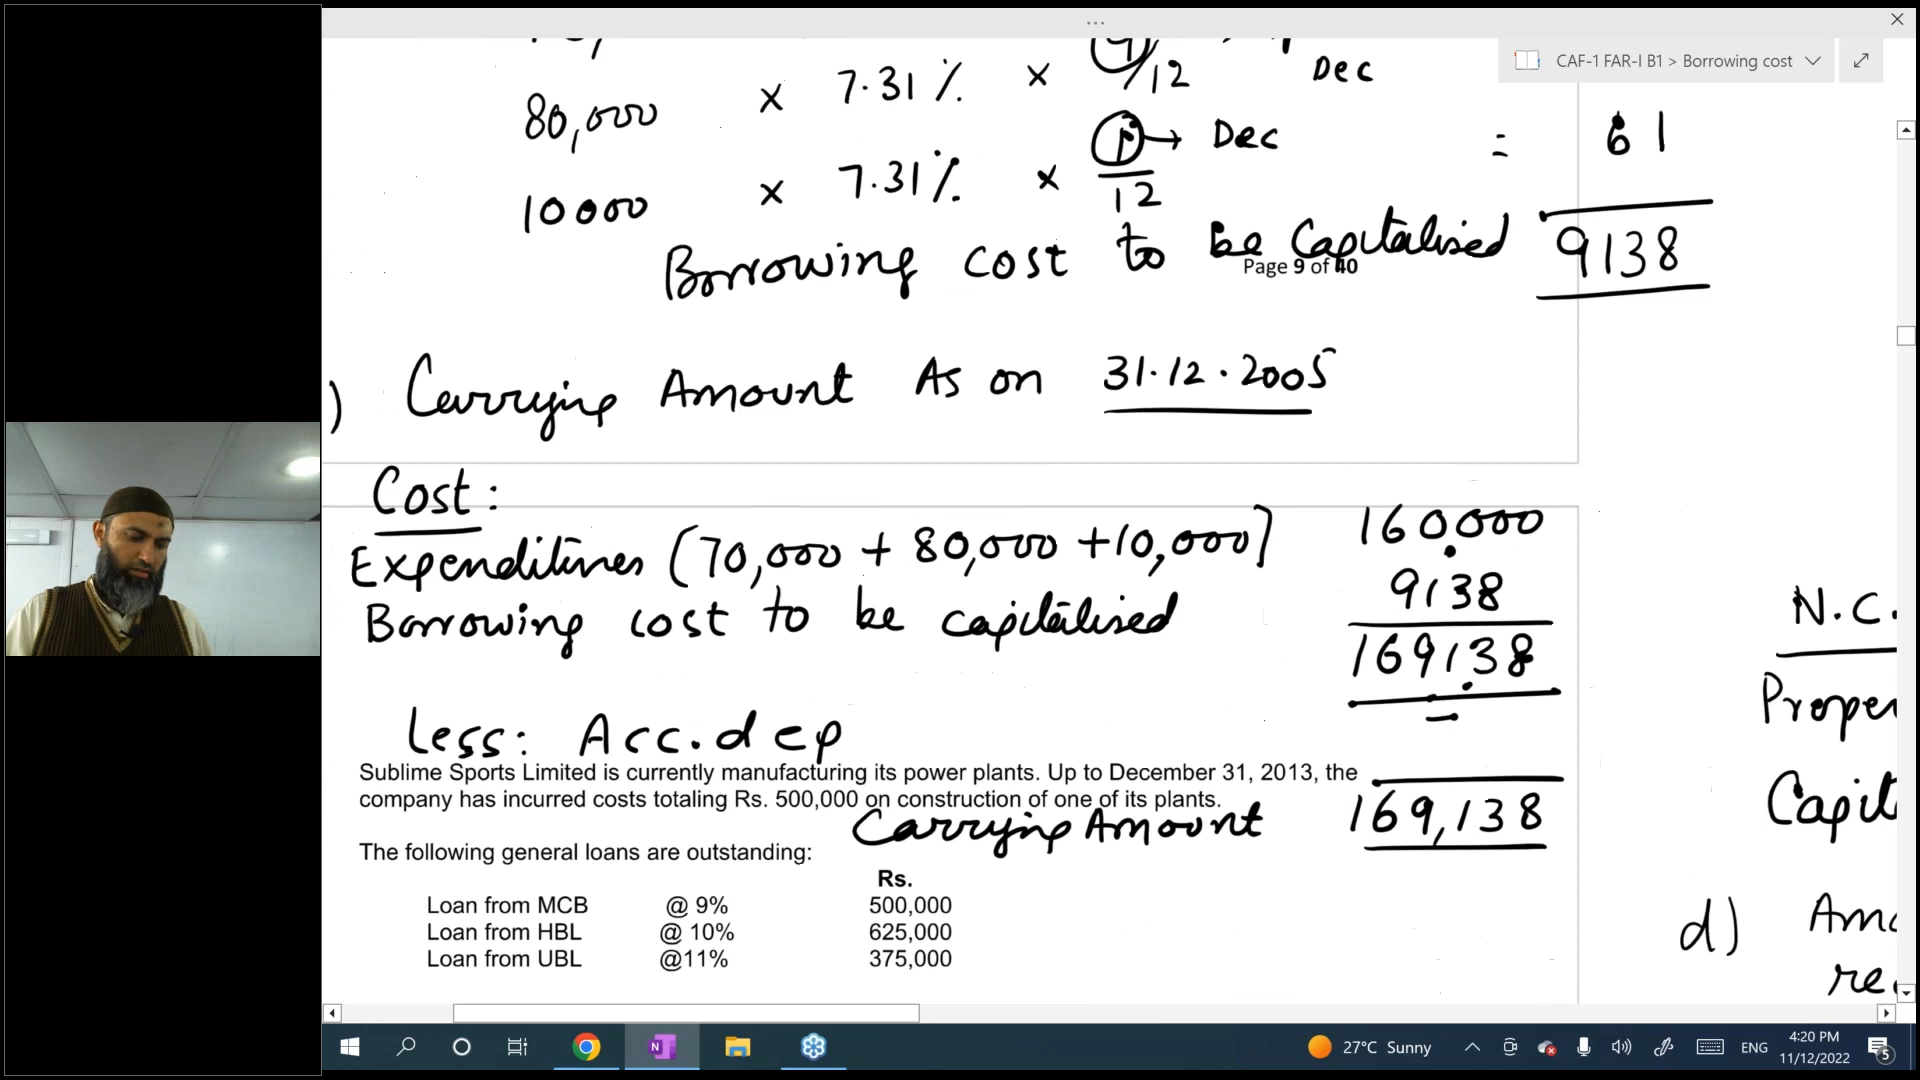 CAF-1 FAR-I B1 > Borrowing cost
80,000 × 7.31 % × /12 Dec
10000 × 7.31 % × 1/12 → Dec = 61
Borrowing cost to be Capitalised 9138
Page 9 of 40
) Carrying Amount As on 31.12.2005
Cost:
Expenditures (70,000 + 80,000 +10,000) 160000
Borrowing cost to be capitalised 9138
169138
Less: Acc.dep
Sublime Sports Limited is currently manufacturing its power plants. Up to December 31, 2013, the
company has incurred costs totaling Rs. 500,000 on construction of one of its plants.
Carrying Amount 169,138
The following general loans are outstanding:
Rs.
Loan from MCB @ 9% 500,000
Loan from HBL @ 10% 625,000
Loan from UBL @11% 375,000
N.C.
Proper
Capit
d) Amo
re
27°C Sunny
ENG
4:20 PM
11/12/2022
5